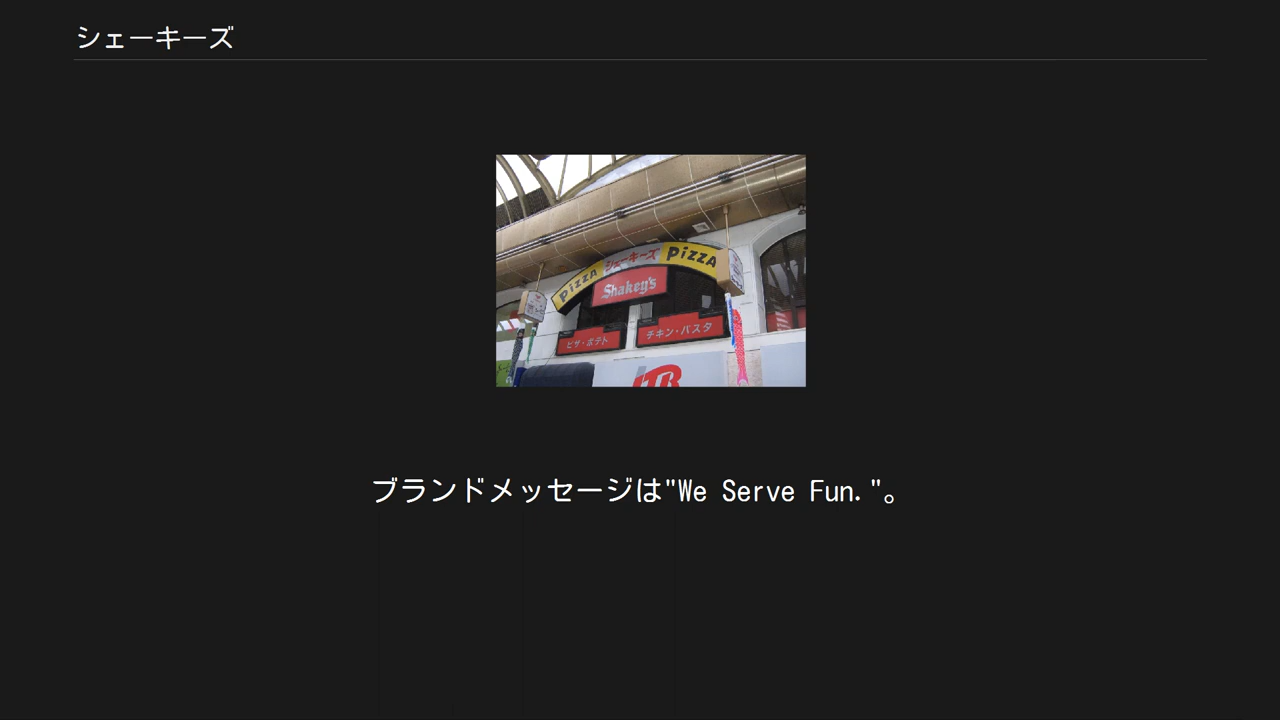 シェーキーズ
PIZZA シェーキーズ PIZZA
Shakey's
ピザ・ポテト
チキン・パスタ
ブランドメッセージは"We Serve Fun."。